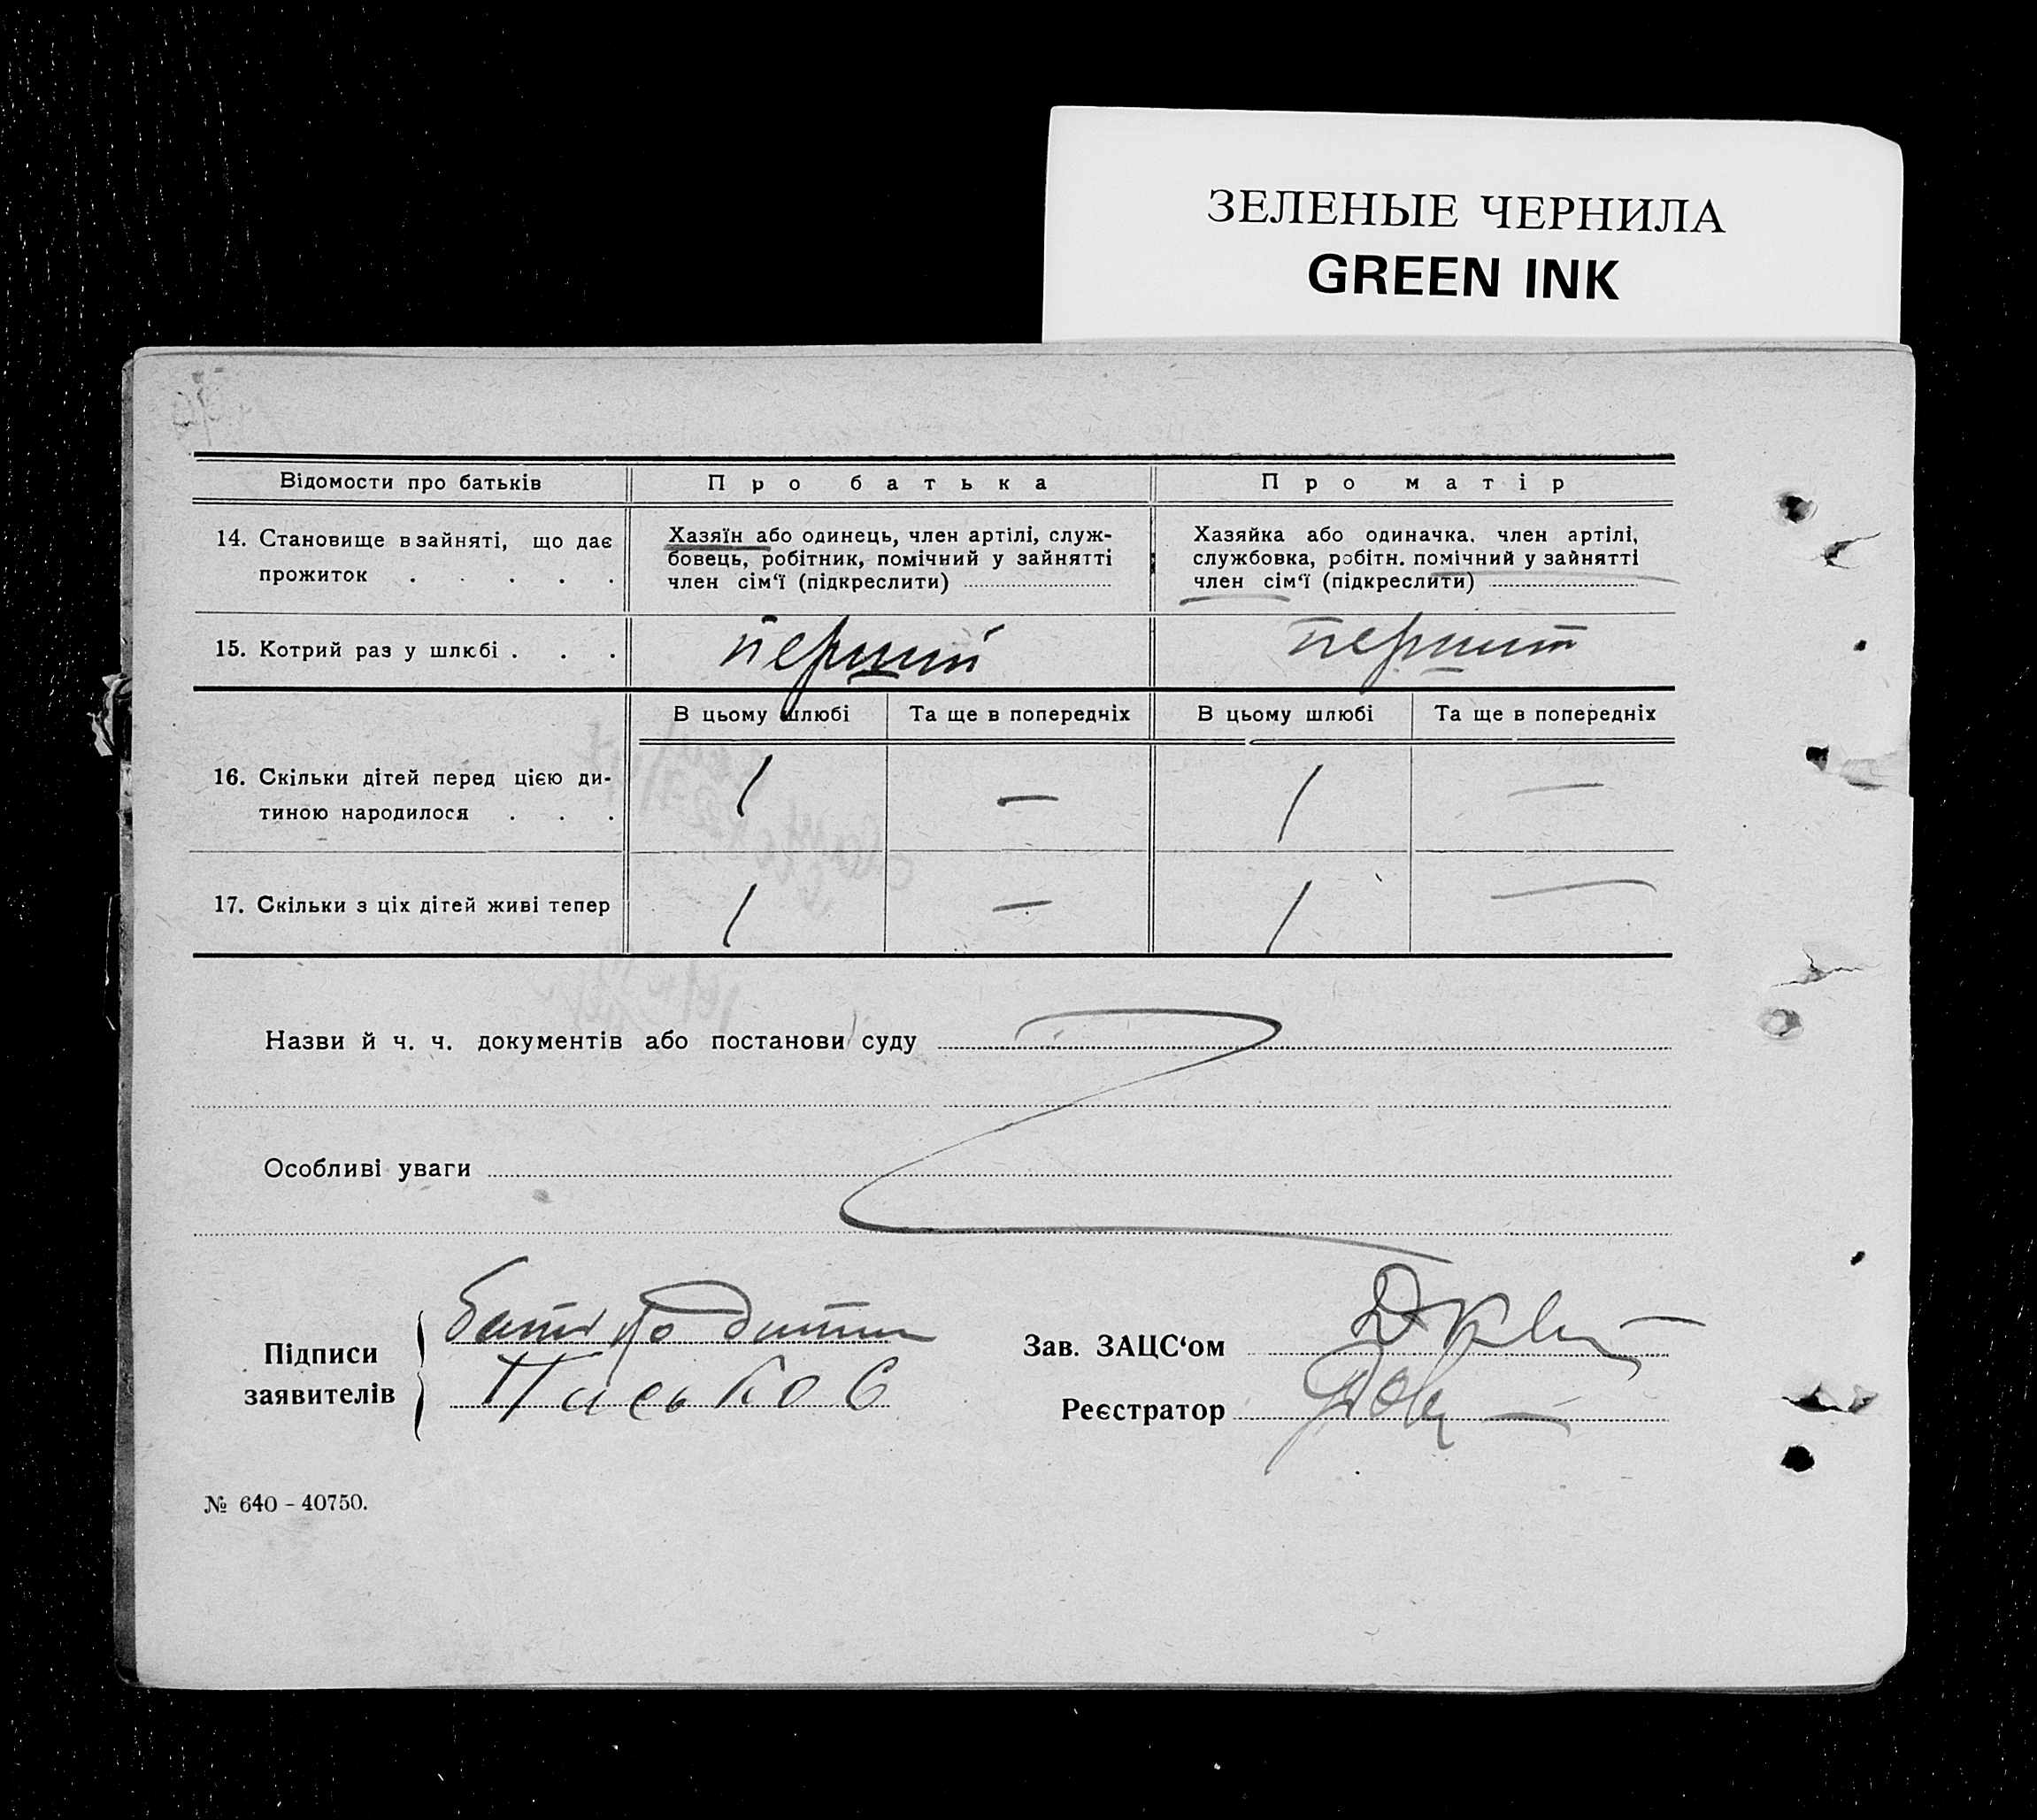 ЗЕЛЕНЫЕ ЧЕРНИЛА
GREEN INK
Відомости про батьків
Про батька
Про матір
14. Становище в зайняті, що дає
прожиток . . . . .
Хазяїн або одинець, член артілі, служ-
бовець, робітник, помічний у зайнятті
член сім‘ї (підкреслити)
Хазяйка або одиначка, член артілі,
службовка, робітн. помічний у зайнятті
член сім‘ї (підкреслити)
15. Котрий раз у шлюбі . . .
перший
перший
В цьому шлюбі
Та ще в попередніх
В цьому шлюбі
Та ще в попередніх
16. Скільки дітей перед цією ди-
тиною народилося . . .
1
—
1
—
17. Скільки з ціх дітей живі тепер
1
—
1
—
Назви й ч. ч. документів або постанови суду
Особливі уваги
Підписи
заявителів
Зав. ЗАЦС‘ом
Реєстратор
№ 640 – 40750.